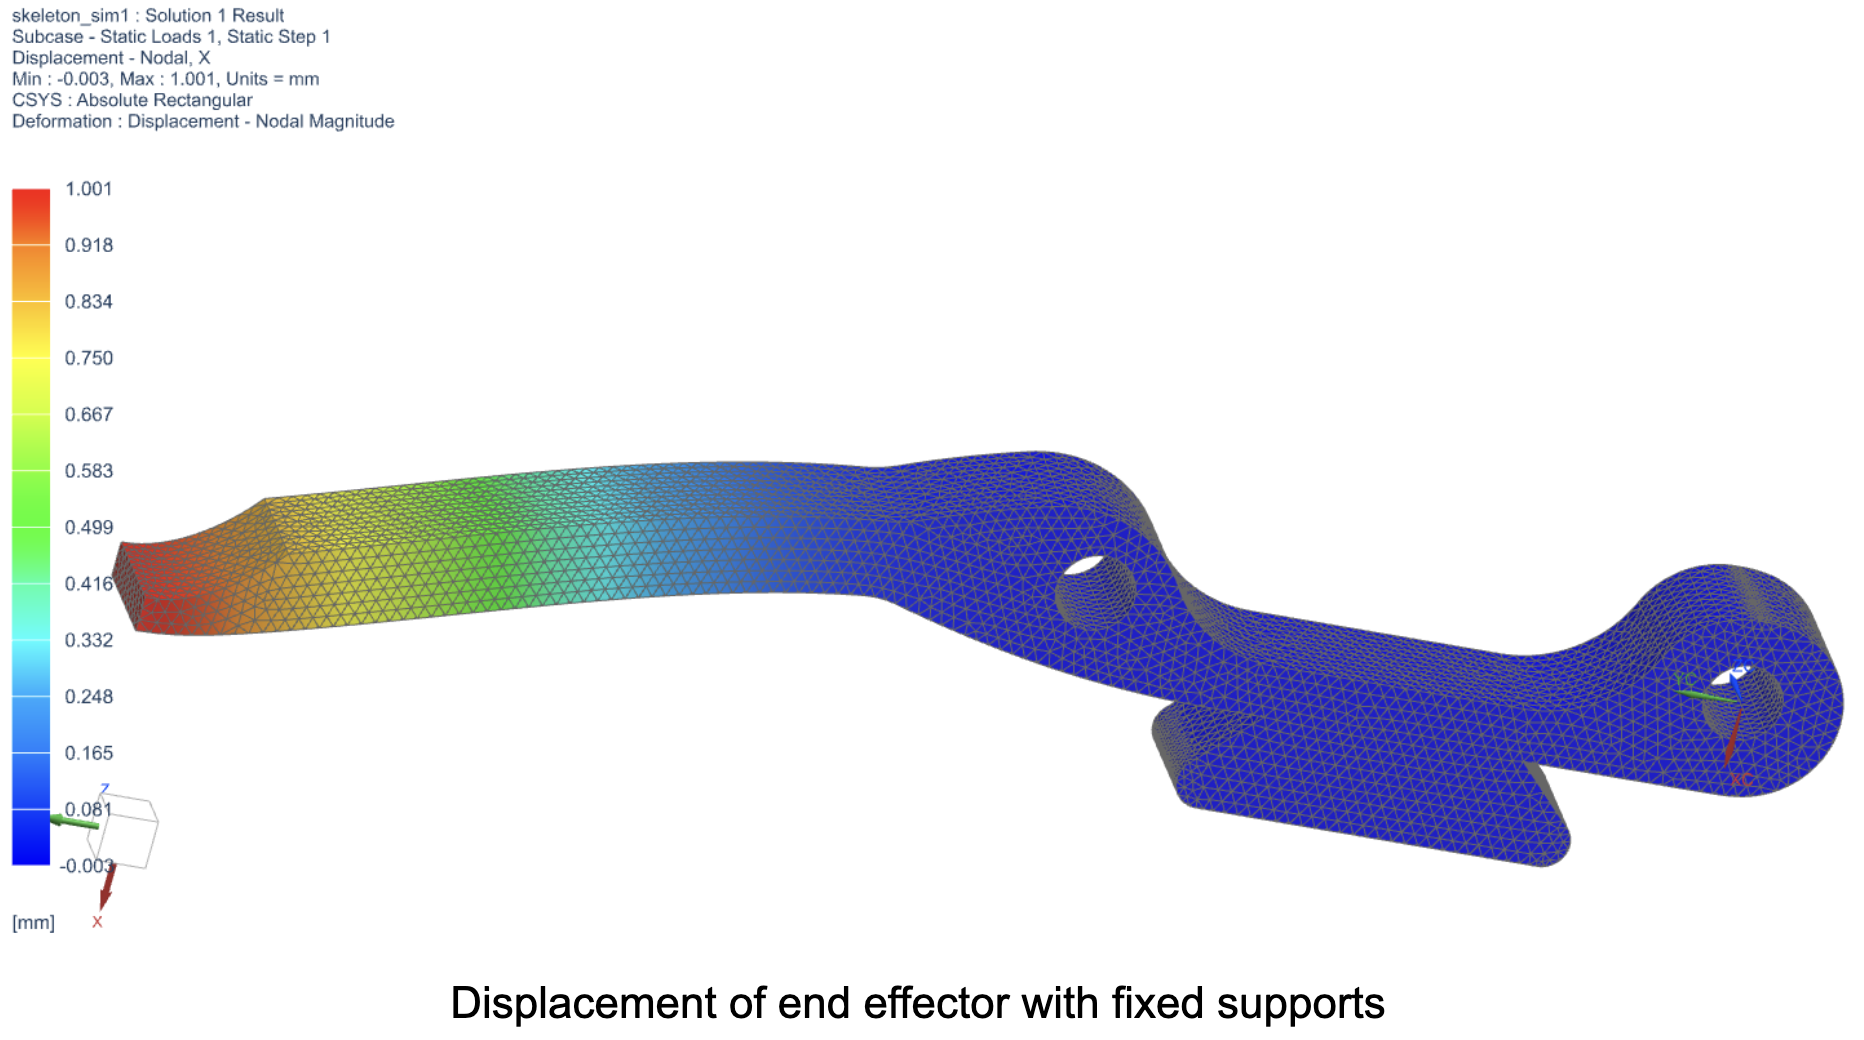 skeleton_sim1 : Solution 1 Result
Subcase - Static Loads 1, Static Step 1
Displacement - Nodal, X
Min : -0.003, Max : 1.001, Units = mm
CSYS : Absolute Rectangular
Deformation : Displacement - Nodal Magnitude
1.001
0.918
0.834
0.750
0.667
0.583
0.499
0.416
0.332
0.248
0.165
0.081
-0.003
[mm]
Z
X
YC
XC
Displacement of end effector with fixed supports